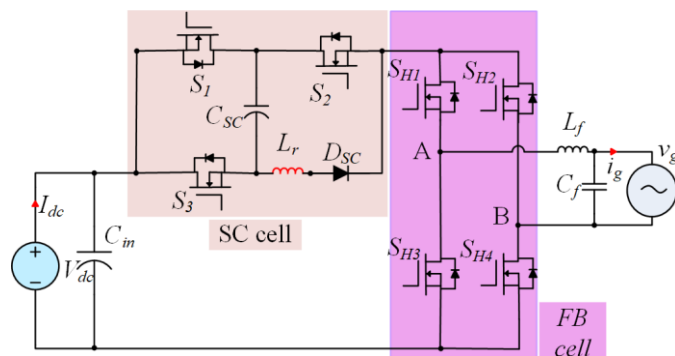 S1
S2
SH1
SH2
CSC
Lr
DSC
Lf
A
vg
ig
Cf
S3
Idc
SC cell
Cin
B
Vdc
SH3
SH4
FB
cell